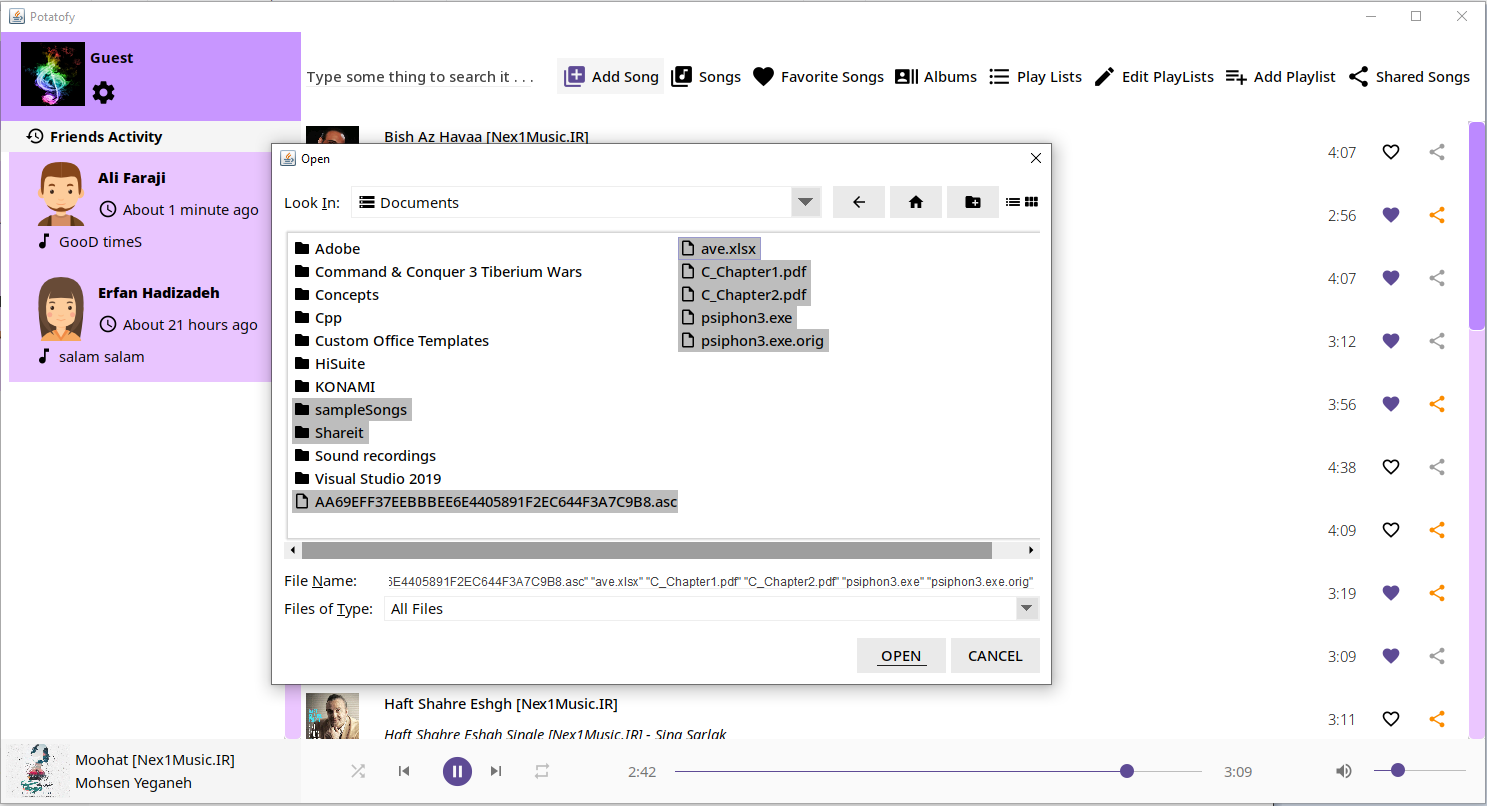 Potatofy
Guest
Type some thing to search it . . .
Add Song
Songs
Favorite Songs
Albums
Play Lists
Edit PlayLists
Add Playlist
Shared Songs
Friends Activity
Ali Faraji
About 1 minute ago
GooD timeS
Erfan Hadizadeh
About 21 hours ago
salam salam
Bish Az Havaa [Nex1Music.IR]
4:07
2:56
4:07
3:12
3:56
4:38
4:09
3:19
3:09
Open
Look In:
Documents
Adobe
Command & Conquer 3 Tiberium Wars
Concepts
Cpp
Custom Office Templates
HiSuite
KONAMI
sampleSongs
Shareit
Sound recordings
Visual Studio 2019
AA69EFF37EEBBBEE6E4405891F2EC644F3A7C9B8.asc
ave.xlsx
C_Chapter1.pdf
C_Chapter2.pdf
psiphon3.exe
psiphon3.exe.orig
File Name:
6E4405891F2EC644F3A7C9B8.asc" "ave.xlsx" "C_Chapter1.pdf" "C_Chapter2.pdf" "psiphon3.exe" "psiphon3.exe.orig"
Files of Type:
All Files
OPEN
CANCEL
Haft Shahre Eshgh [Nex1Music.IR]
Haft Shahre Eshgh Single [Nex1Music.IR] - Sina Sarlak
3:11
Moohat [Nex1Music.IR]
Mohsen Yeganeh
2:42
3:09